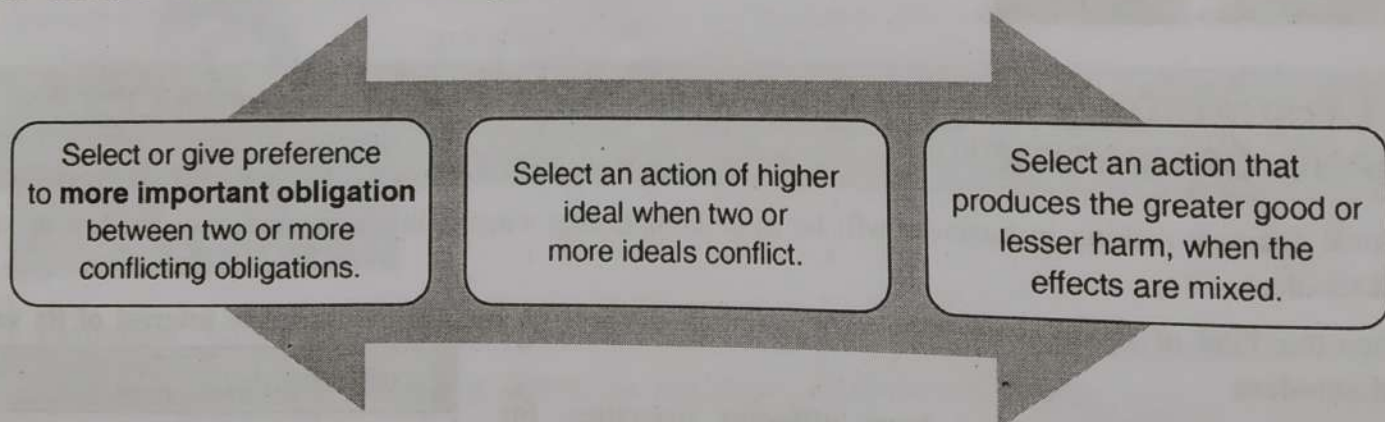 Select or give preference
to more important obligation
between two or more
conflicting obligations.
Select an action of higher
ideal when two or
more ideals conflict.
Select an action that
produces the greater good or
lesser harm, when the
effects are mixed.